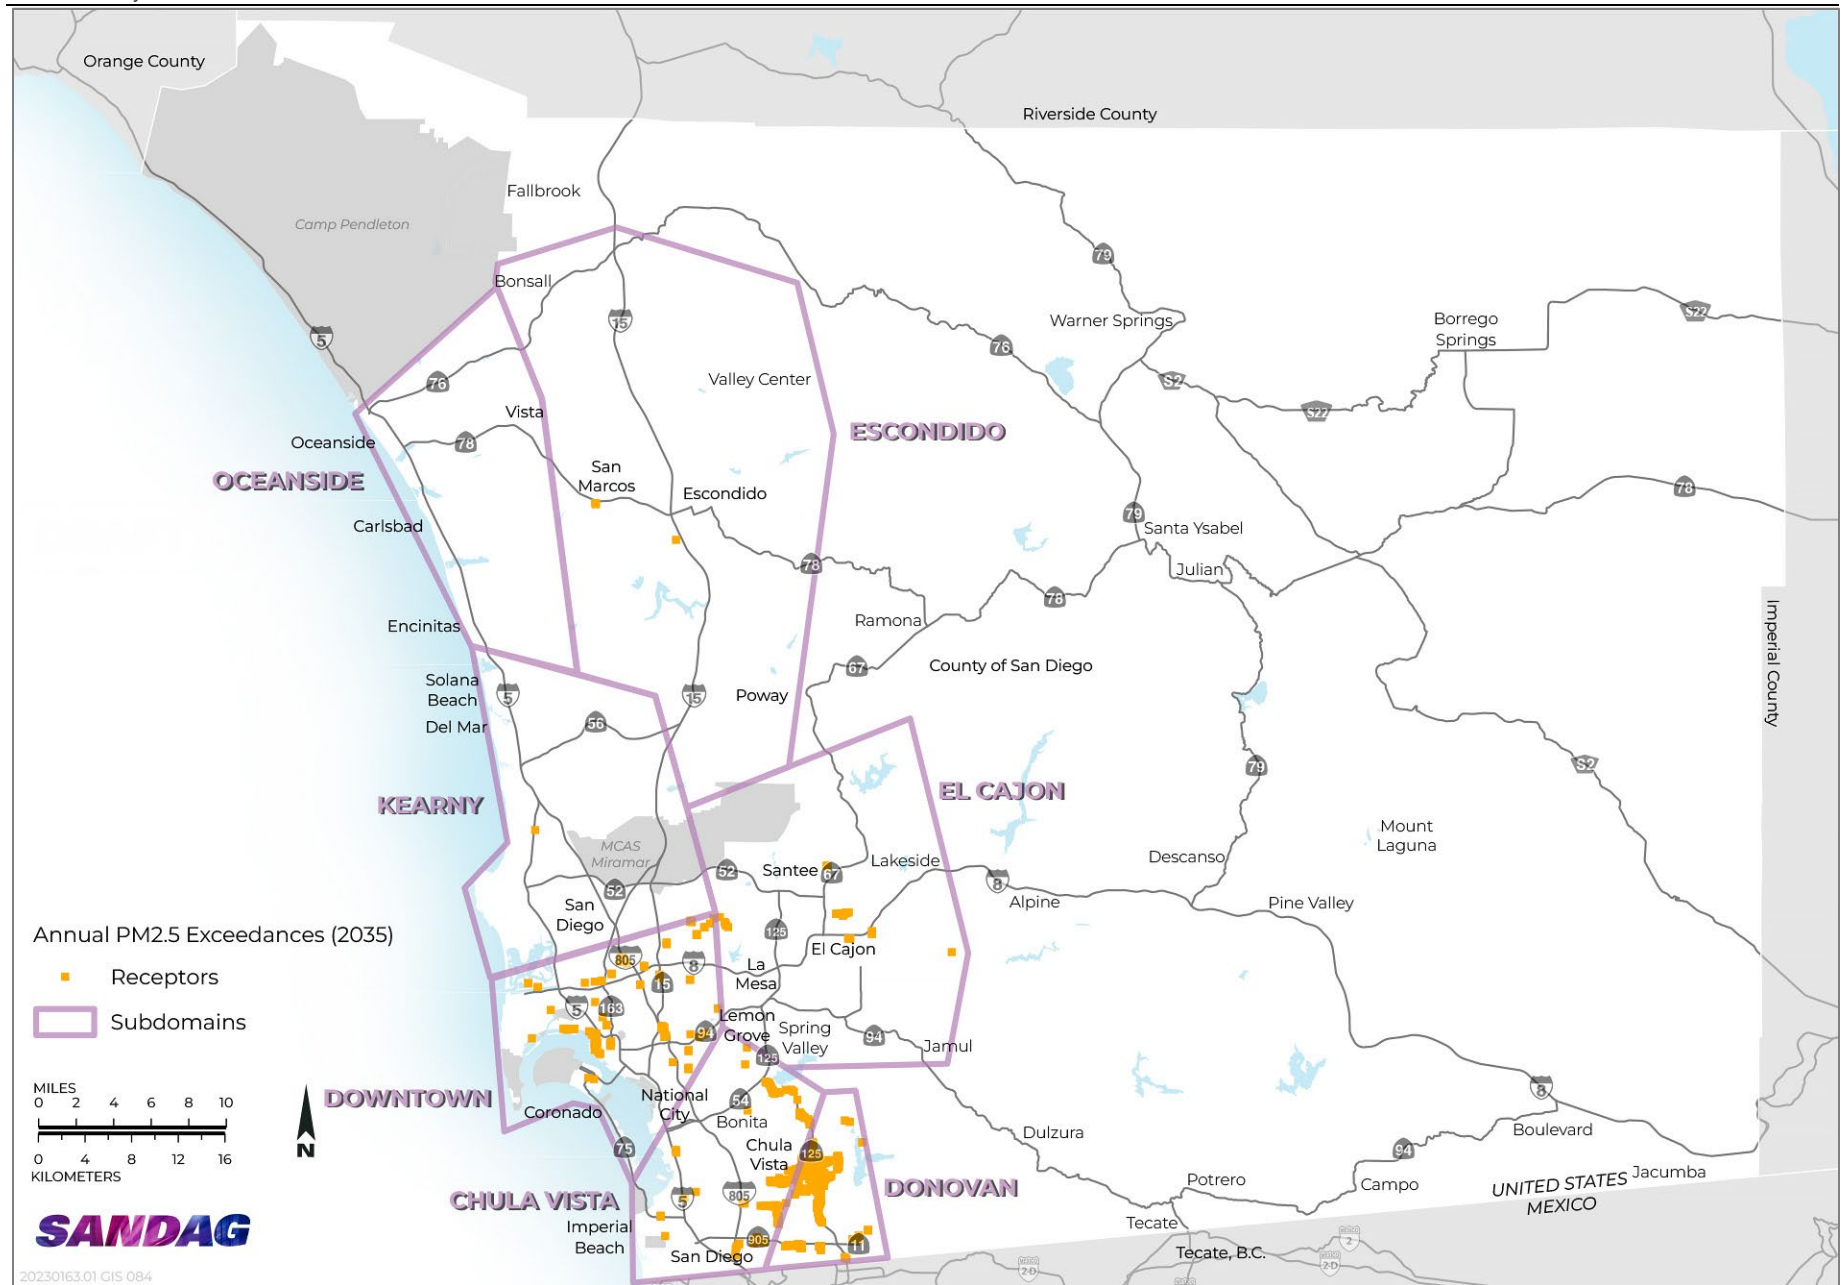 Orange County
Riverside County
Fallbrook
Camp Pendleton
79
Bonsall
15
5
Warner Springs
Borrego
Springs
S22
76
76
Valley Center
S2
S22
Vista
ESCONDIDO
Oceanside
78
OCEANSIDE
San
Marcos
Escondido
78
Carlsbad
79
Santa Ysabel
78
Julian
78
Encinitas
Ramona
Imperial County
County of San Diego
67
Solana
Beach
5
15
Poway
Del Mar
56
79
S2
KEARNY
EL CAJON
MCAS
Miramar
Mount
Laguna
52
52
Santee
67
Lakeside
Descanso
8
San
Diego
Alpine
Pine Valley
Annual PM2.5 Exceedances (2035)
125
El Cajon
805
8
La
Mesa
Receptors
15
5
163
Subdomains
Lemon
Grove
94
Spring
Valley
94
Jamul
125
MILES
0 2 4 6 8 10
0 4 8 12 16
KILOMETERS
N
DOWNTOWN
National
City
54
8
Coronado
Bonita
Dulzura
Boulevard
75
Chula
Vista
125
94
Jacumba
CHULA VISTA
5
805
DONOVAN
Potrero
Campo
UNITED STATES
MEXICO
Imperial
Beach
Tecate
SANDAG
San Diego
905
11
Tecate, B.C.
2
2D
2D
20230163.01 GIS 084